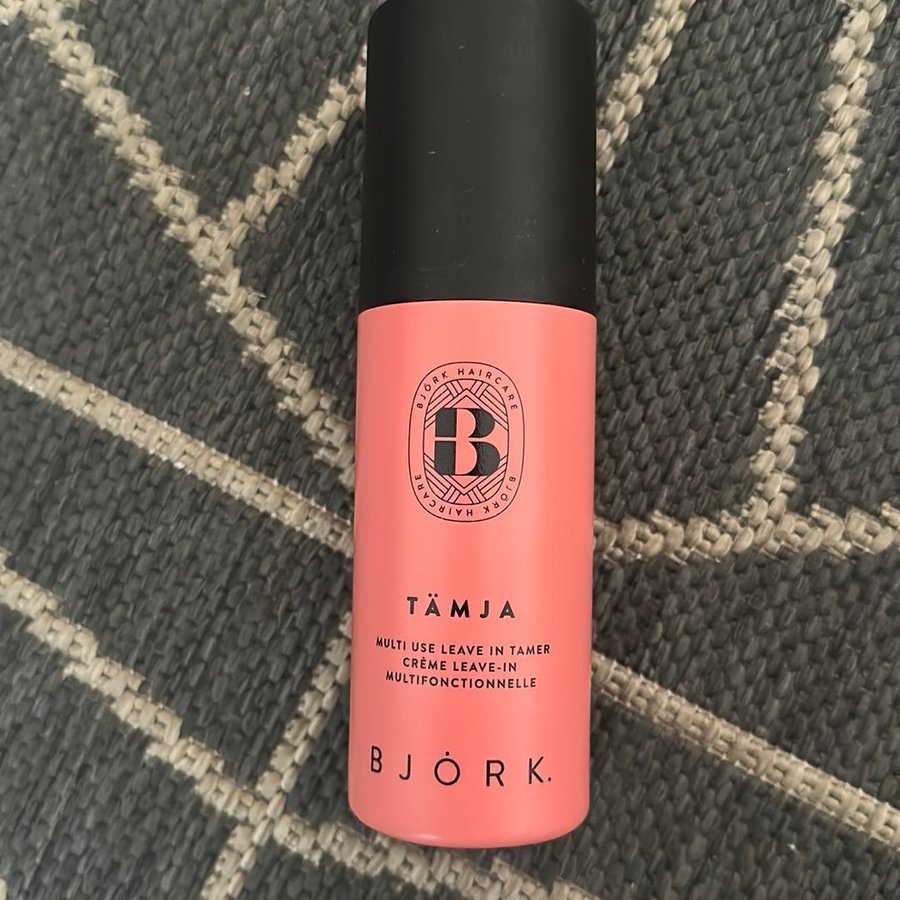 BJÖRK HAIRCARE
B
BJÖRK HAIRCARE
TÄMJA
MULTI USE LEAVE IN TAMER
CRÈME LEAVE-IN
MULTIFONCTIONNELLE
BJÖRK.